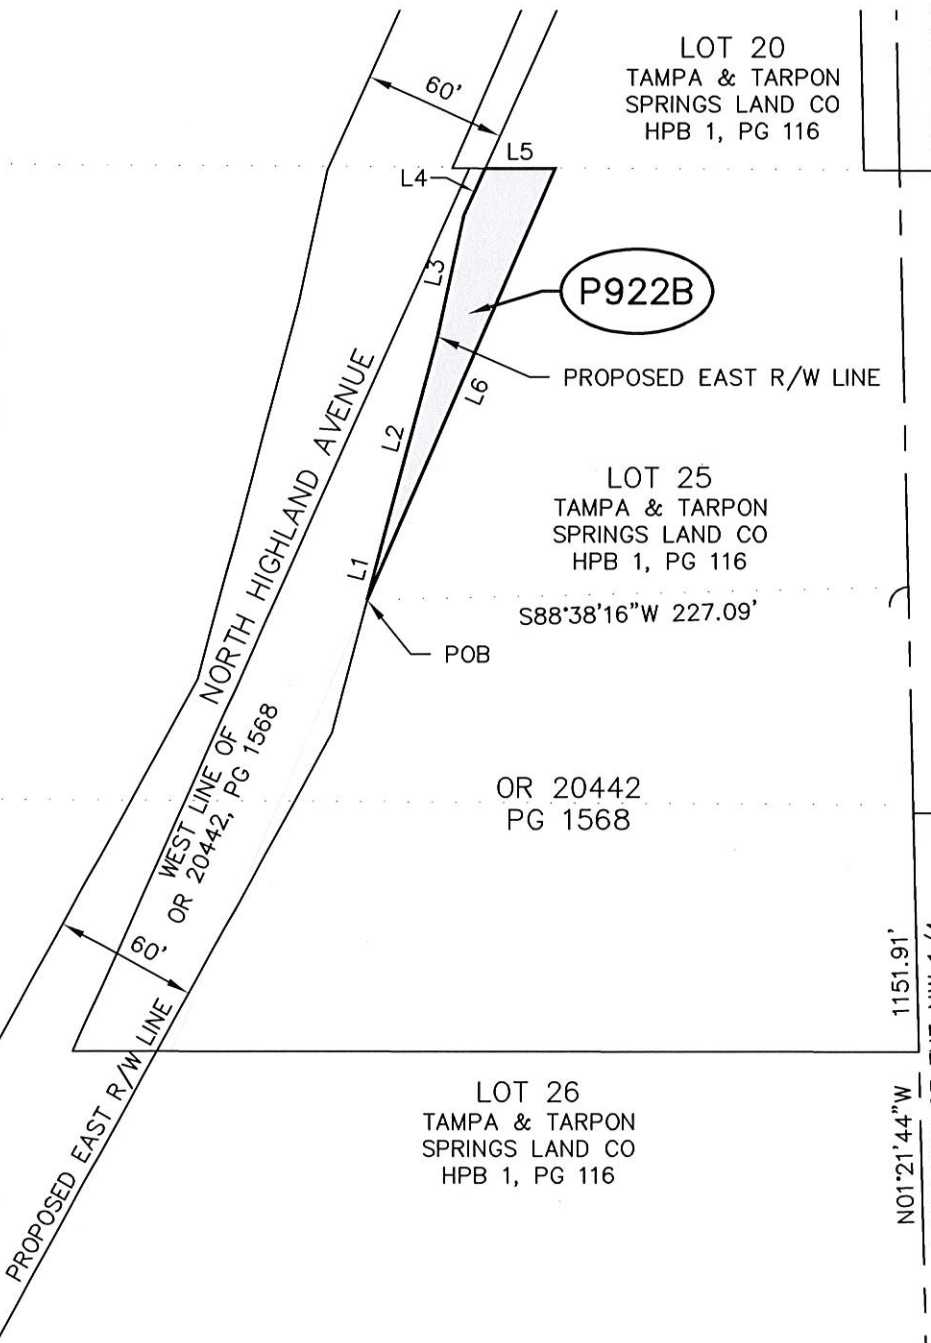 LOT 20
TAMPA & TARPON
SPRINGS LAND CO
HPB 1, PG 116
60'
L5
L4
L3
P922B
PROPOSED EAST R/W LINE
L6
L2
NORTH HIGHLAND AVENUE
LOT 25
TAMPA & TARPON
SPRINGS LAND CO
HPB 1, PG 116
L1
S88°38'16"W 227.09'
POB
WEST LINE OF
OR 20442, PG 1568
OR 20442
PG 1568
60'
1151.91'
PROPOSED EAST R/W LINE
LOT 26
TAMPA & TARPON
SPRINGS LAND CO
HPB 1, PG 116
N01°21'44"W